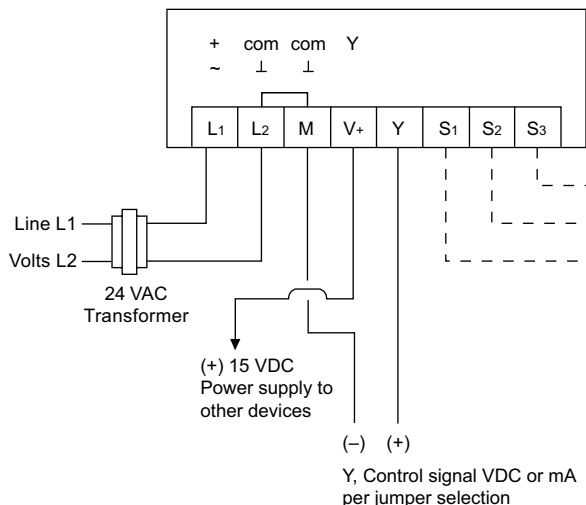 + com com Y
~ ⊥ ⊥
L1 L2 M V+ Y S1 S2 S3
Line L1
Volts L2
24 VAC
Transformer
(+) 15 VDC
Power supply to
other devices
(–) (+)
Y, Control signal VDC or mA
per jumper selection